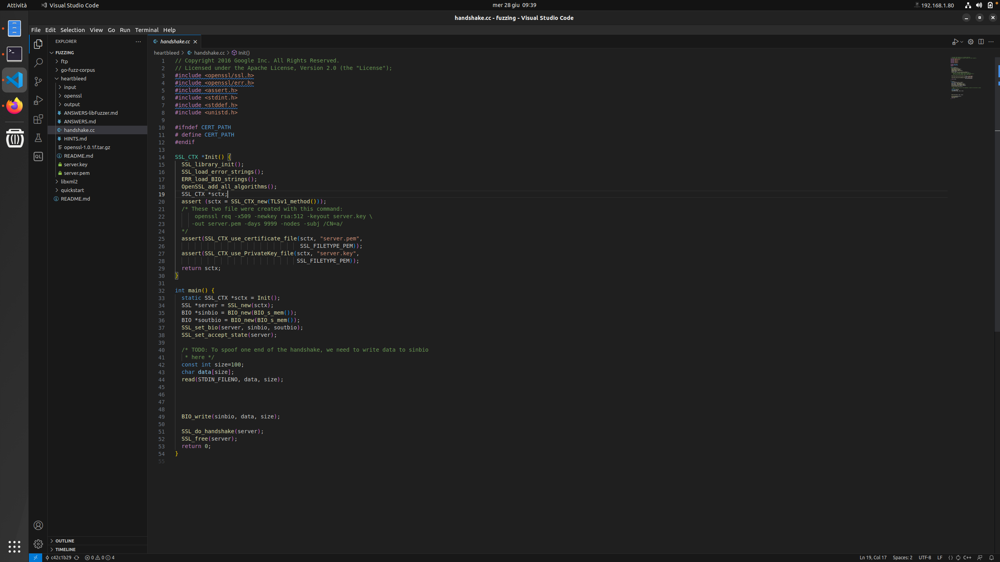 Attività
Visual Studio Code
mer 28 giu 09:39
192.168.1.80
handshake.cc - fuzzing - Visual Studio Code
File Edit Selection View Go Run Terminal Help
EXPLORER
FUZZING
ftp
go-fuzz-corpus
heartbleed
input
openssl
output
ANSWERS-libFuzzer.md
ANSWERS.md
handshake.cc
HINTS.md
openssl-1.0.1f.tar.gz
README.md
server.key
server.pem
libxml2
quickstart
README.md
OUTLINE
TIMELINE
handshake.cc
heartbleed > handshake.cc > Init()
1 // Copyright 2016 Google Inc. All Rights Reserved.
2 // Licensed under the Apache License, Version 2.0 (the "License");
3 #include <openssl/ssl.h>
4 #include <openssl/err.h>
5 #include <assert.h>
6 #include <stdint.h>
7 #include <stddef.h>
8 #include <unistd.h>
9
10 #ifndef CERT_PATH
11 # define CERT_PATH
12 #endif
13
14 SSL_CTX *Init() {
15 SSL_library_init();
16 SSL_load_error_strings();
17 ERR_load_BIO_strings();
18 OpenSSL_add_all_algorithms();
19 SSL_CTX *sctx;
20 assert (sctx = SSL_CTX_new(TLSv1_method()));
21 /* These two file were created with this command:
22 openssl req -x509 -newkey rsa:512 -keyout server.key \
23 -out server.pem -days 9999 -nodes -subj /CN=a/
24 */
25 assert(SSL_CTX_use_certificate_file(sctx, "server.pem",
26 SSL_FILETYPE_PEM));
27 assert(SSL_CTX_use_PrivateKey_file(sctx, "server.key",
28 SSL_FILETYPE_PEM));
29 return sctx;
30 }
31
32 int main() {
33 static SSL_CTX *sctx = Init();
34 SSL *server = SSL_new(sctx);
35 BIO *sinbio = BIO_new(BIO_s_mem());
36 BIO *soutbio = BIO_new(BIO_s_mem());
37 SSL_set_bio(server, sinbio, soutbio);
38 SSL_set_accept_state(server);
39
40 /* TODO: To spoof one end of the handshake, we need to write data to sinbio
41 * here */
42 const int size=100;
43 char data[size];
44 read(STDIN_FILENO, data, size);
45
46
47
48
49 BIO_write(sinbio, data, size);
50
51 SSL_do_handshake(server);
52 SSL_free(server);
53 return 0;
54 }
55
QL
c42c1b29 0 0 4
Ln 19, Col 17 Spaces: 2 UTF-8 LF {} C++